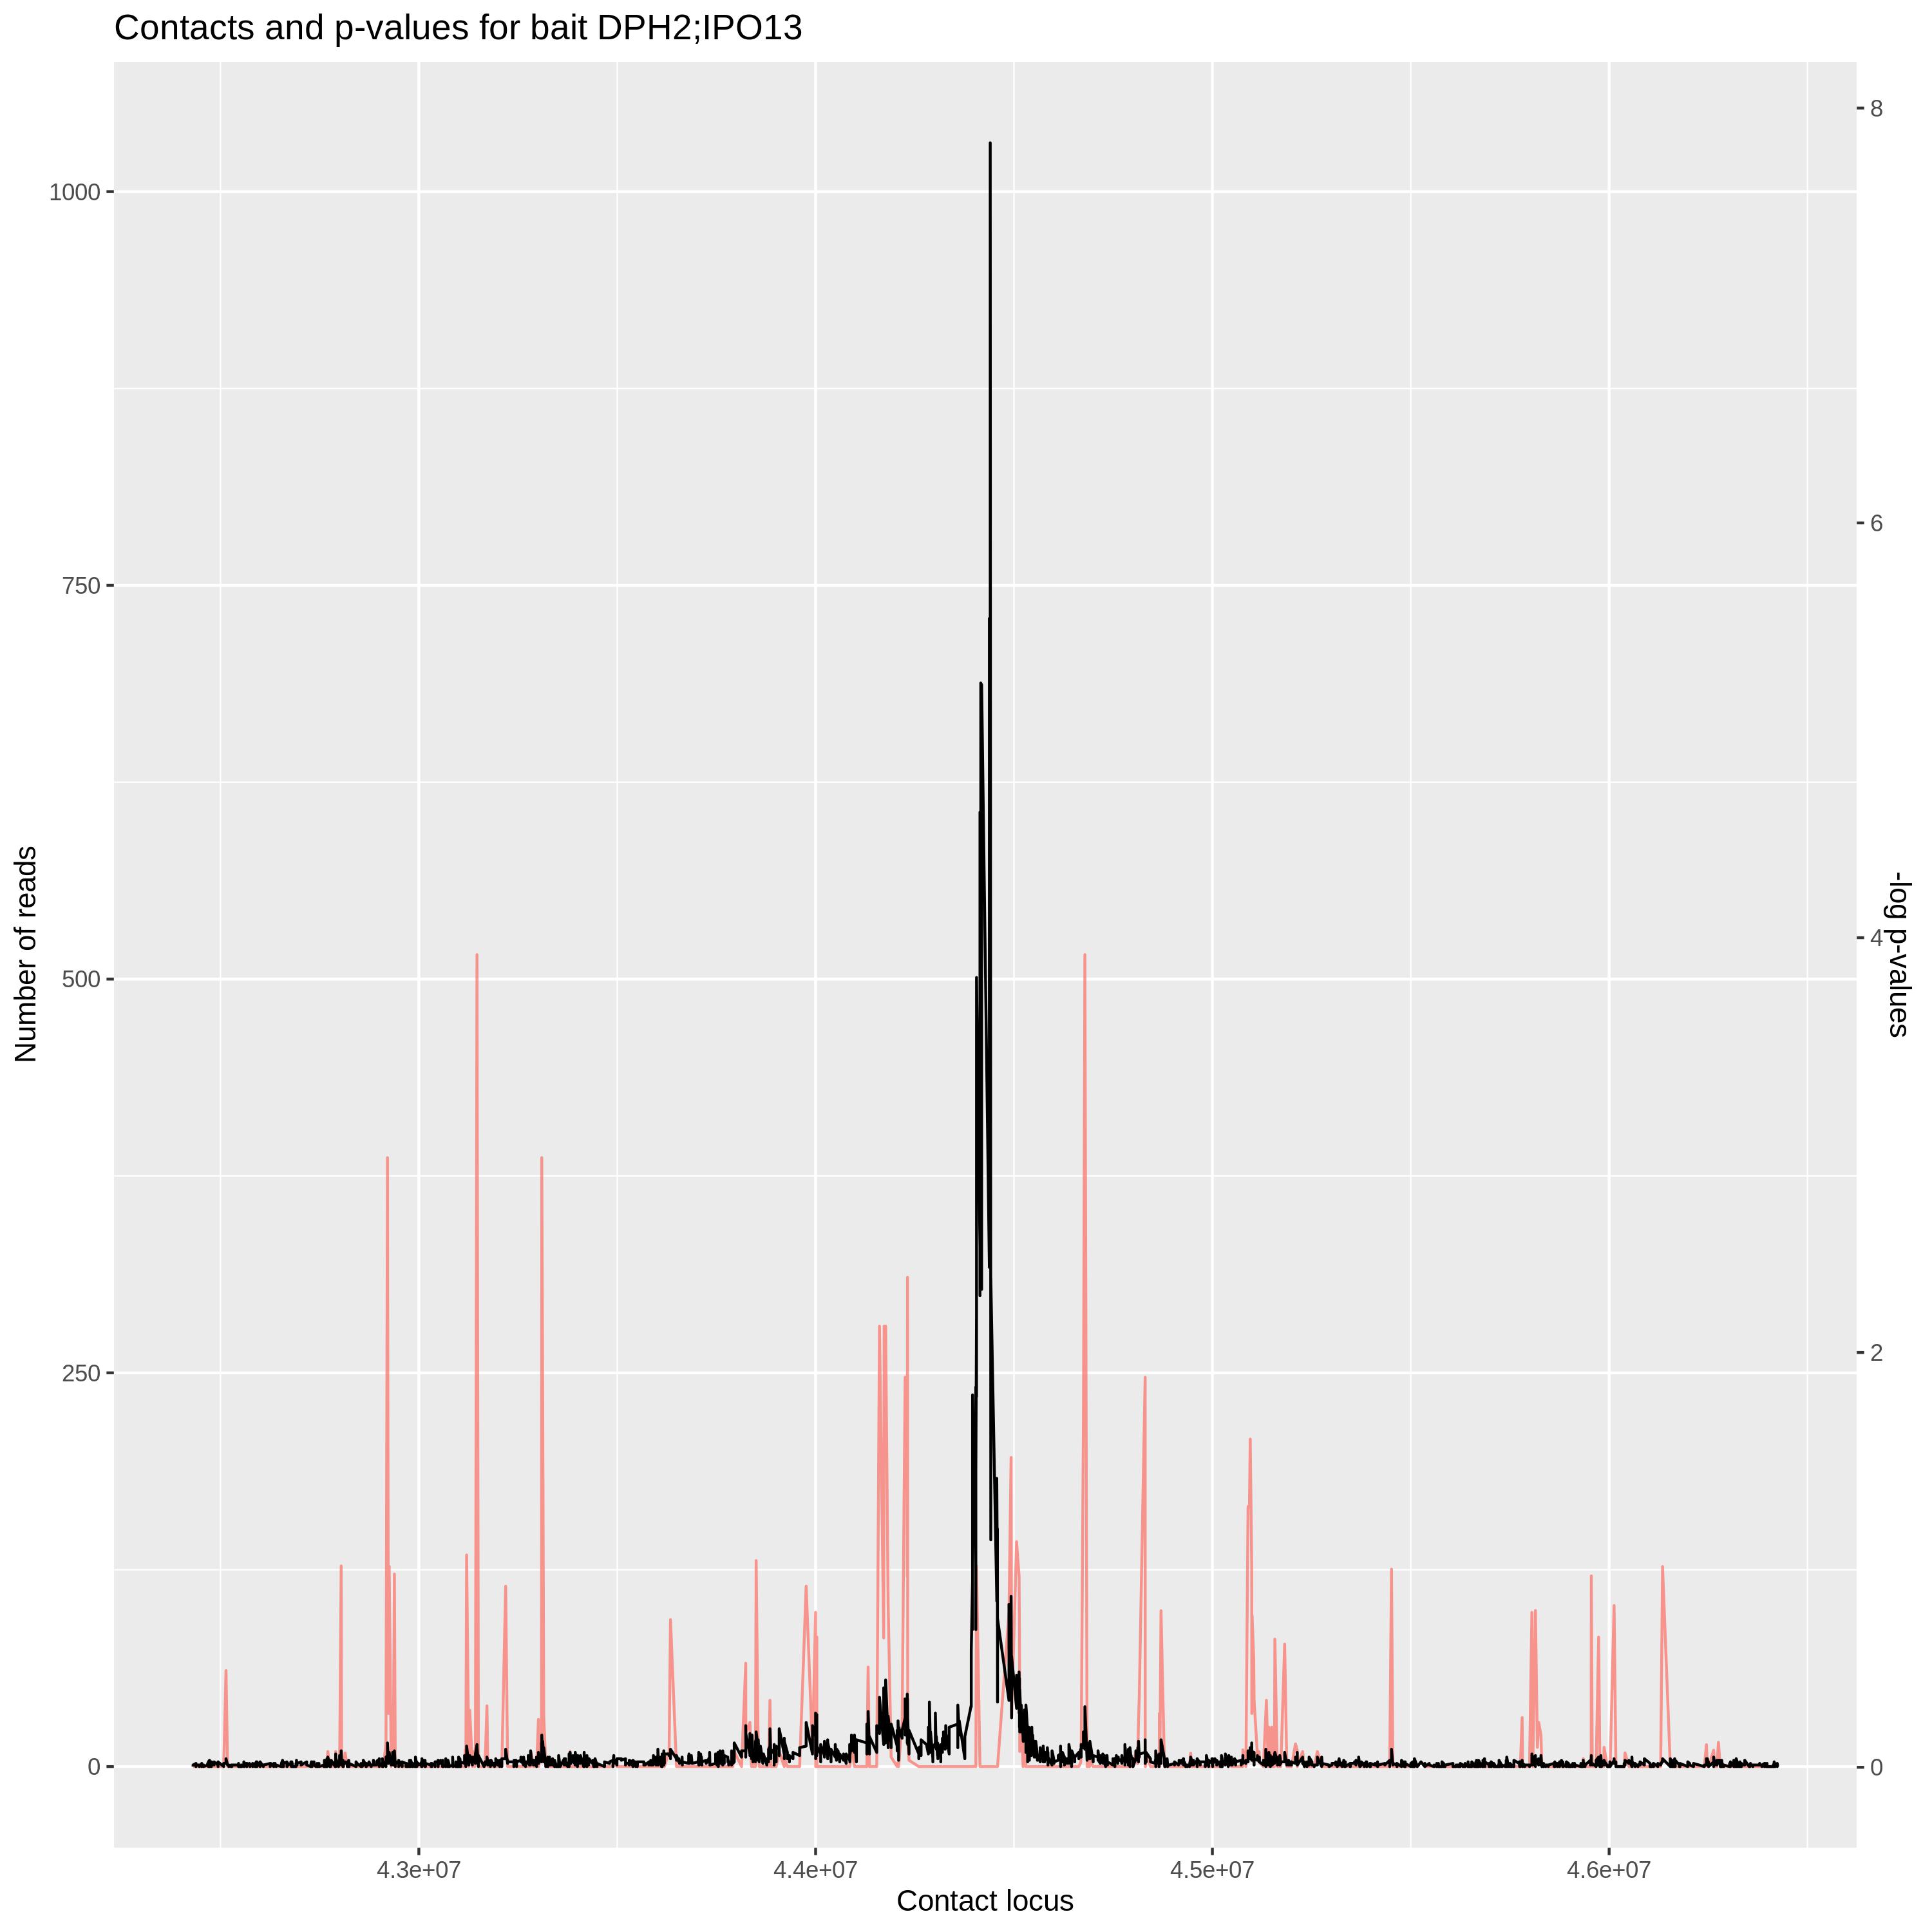 Contacts and p-values for bait DPH2;IPO13
8
1000
6
750
Number of reads
-log p-values
4
500
2
250
0
0
4.3e+07
4.4e+07
4.5e+07
4.6e+07
Contact locus